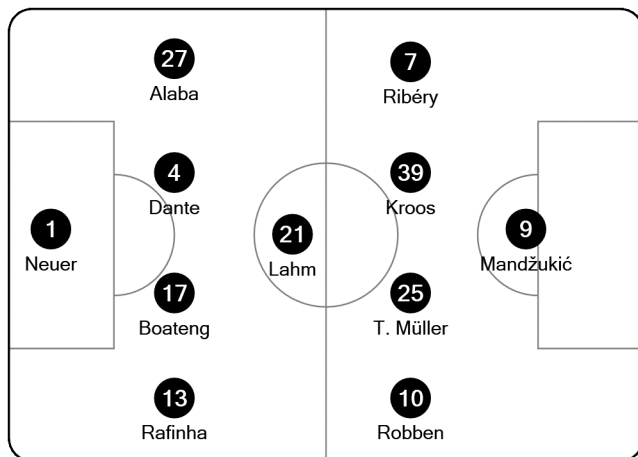 27
Alaba
7
Ribéry
4
Dante
39
Kroos
1
Neuer
21
Lahm
9
Mandžukić
17
Boateng
25
T. Müller
13
Rafinha
10
Robben